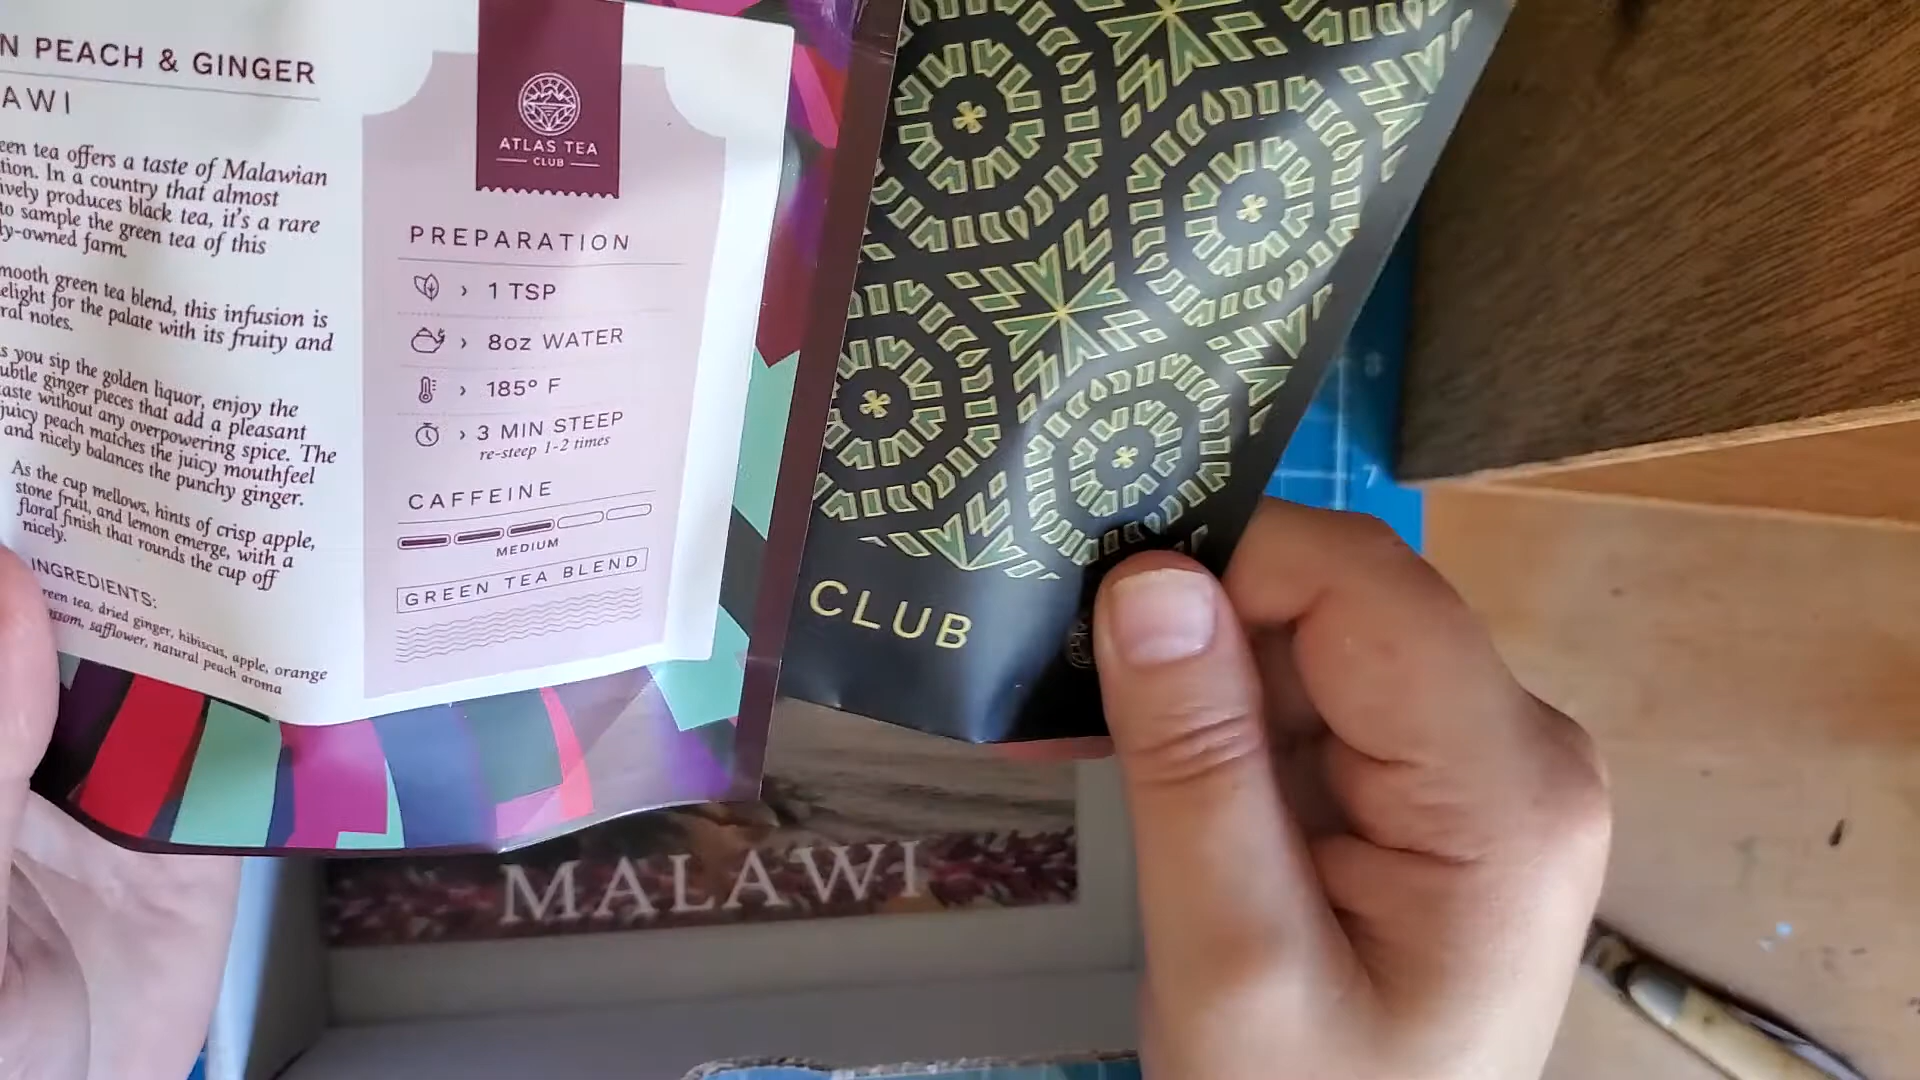 N PEACH & GINGER
AWI
een tea offers a taste of Malawian
tion. In a country that almost
ively produces black tea, it's a rare
to sample the green tea of this
ly-owned farm.
mooth green tea blend, this infusion is
elight for the palate with its fruity and
ral notes.
s you sip the golden liquor, enjoy the
ubtle ginger pieces that add a pleasant
taste without any overpowering spice. The
juicy peach matches the juicy mouthfeel
and nicely balances the punchy ginger.
As the cup mellows, hints of crisp apple,
stone fruit, and lemon emerge, with a
floral finish that rounds the cup off
nicely.
INGREDIENTS:
reen tea, dried ginger, hibiscus, apple, orange
ssom, safflower, natural peach aroma
ATLAS TEA
CLUB
PREPARATION
› 1 TSP
› 8oz WATER
› 185° F
› 3 MIN STEEP
re-steep 1-2 times
CAFFEINE
MEDIUM
GREEN TEA BLEND
CLUB
MALAWI
7